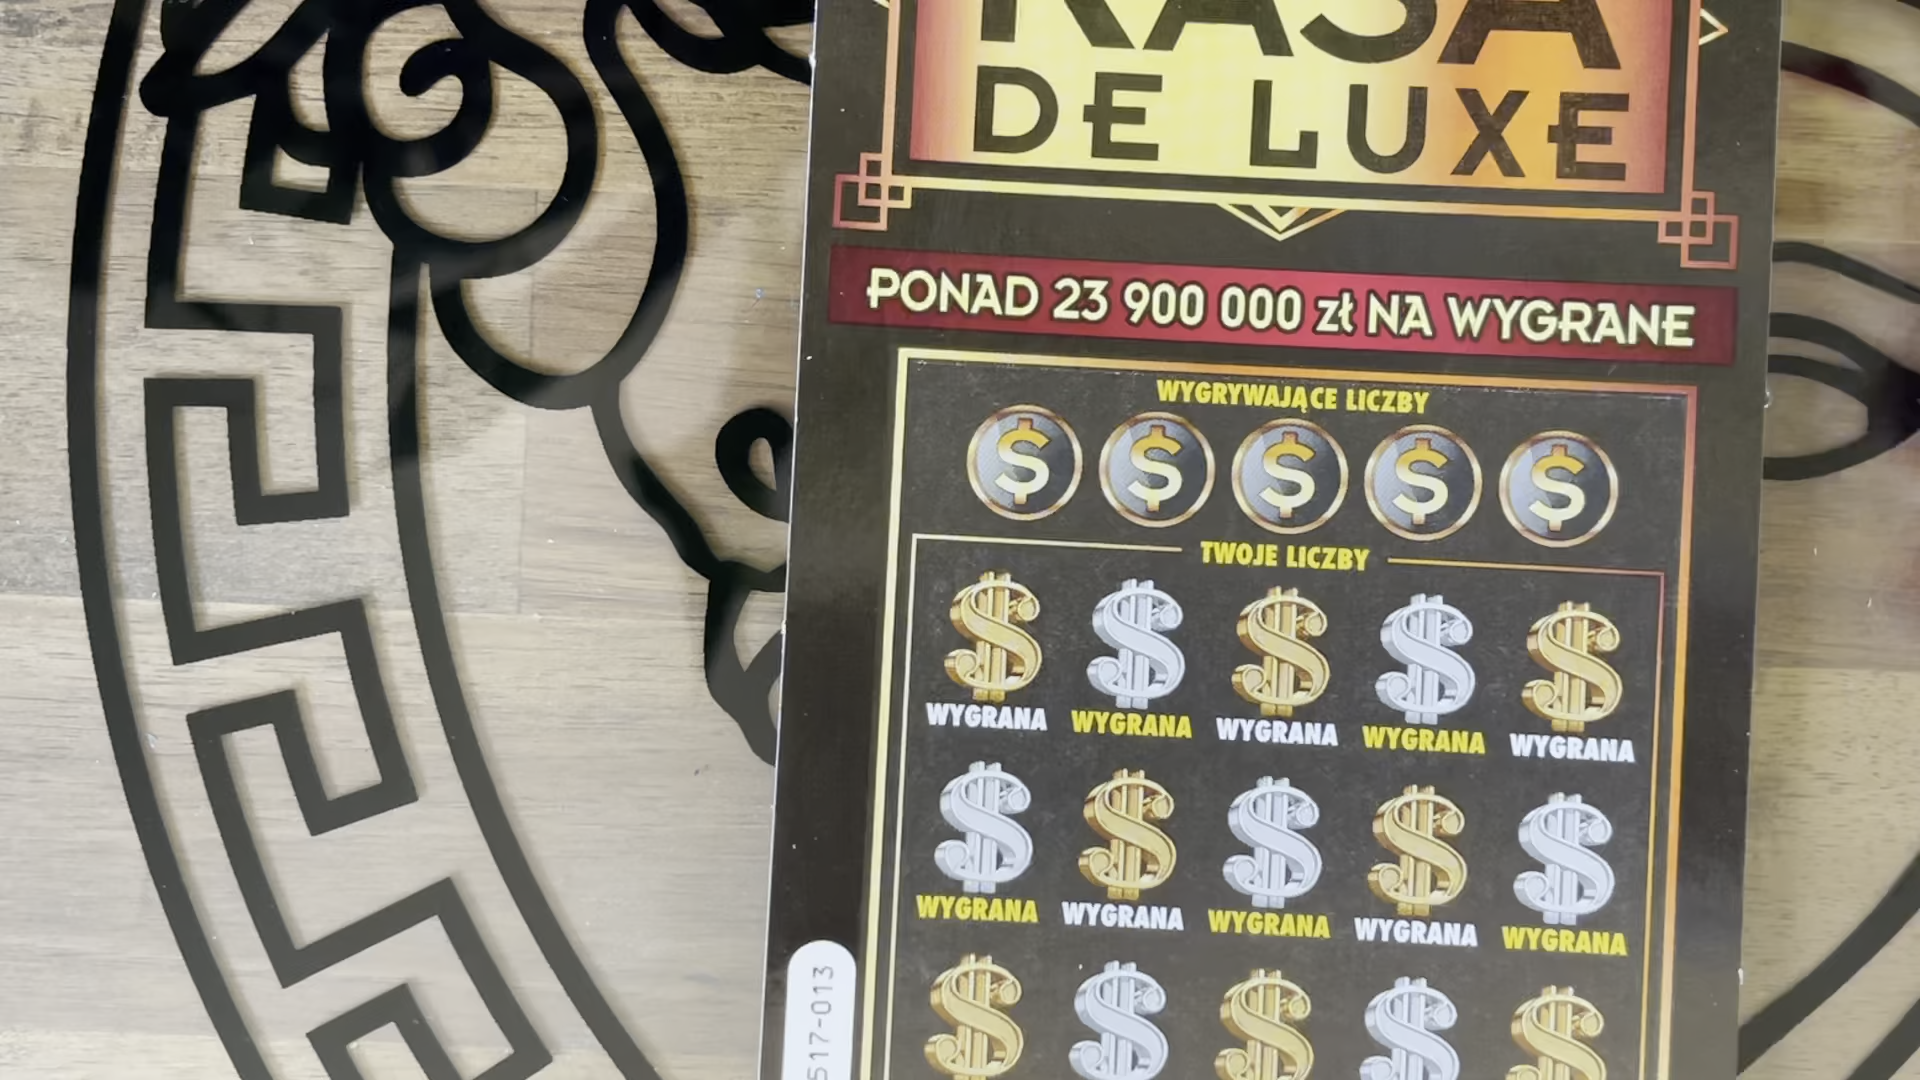 KASA
DE LUXE
PONAD 23 900 000 zł NA WYGRANE
WYGRYWAJĄCE LICZBY
$ $ $ $ $
TWOJE LICZBY
$ $ $ $ $
WYGRANA WYGRANA WYGRANA WYGRANA WYGRANA
$ $ $ $ $
WYGRANA WYGRANA WYGRANA WYGRANA WYGRANA
$ $ $ $ $
517-013